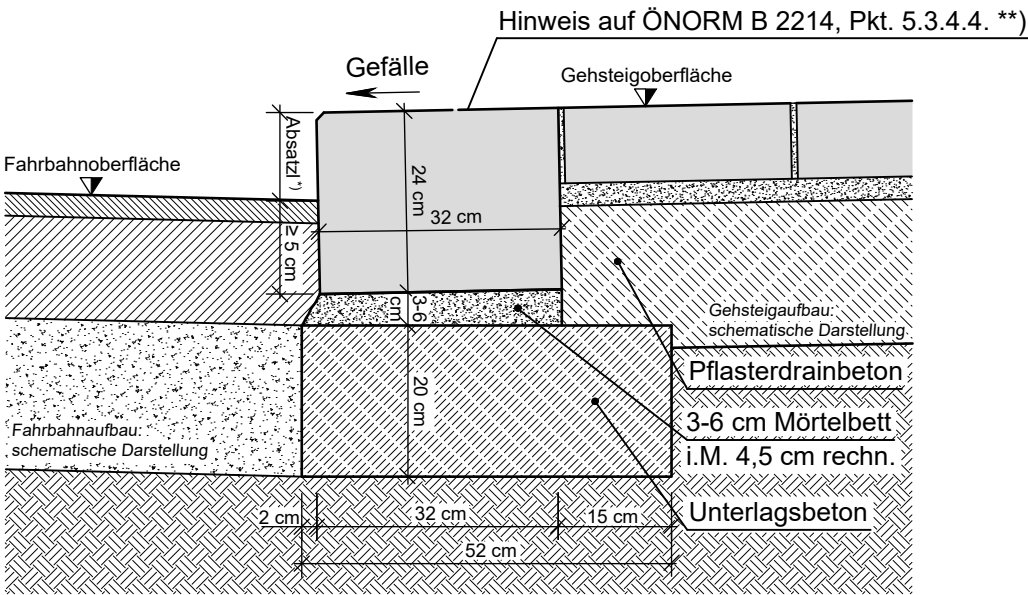 Hinweis auf ÖNORM B 2214, Pkt. 5.3.4.4. **)
Gefälle
Gehsteigoberfläche
Fahrbahnoberfläche
Absatzl*)
≥ 5 cm
24 cm
32 cm
3-6
cm
20 cm
Gehsteigaufbau:
schematische Darstellung
Pflasterdrainbeton
3-6 cm Mörtelbett
i.M. 4,5 cm rechn.
Unterlagsbeton
Fahrbahnaufbau:
schematische Darstellung
2 cm
32 cm
15 cm
52 cm